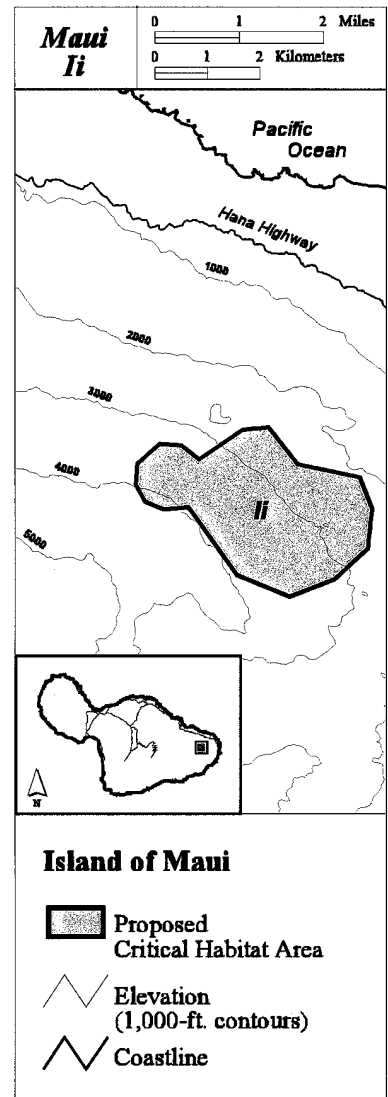 Maui
Ii
0 1 2 Miles
0 1 2 Kilometers
Pacific
Ocean
Hana Highway
1000
2000
3000
4000
5000
Ii
N
Island of Maui
Proposed
Critical Habitat Area
Elevation
(1,000-ft. contours)
Coastline